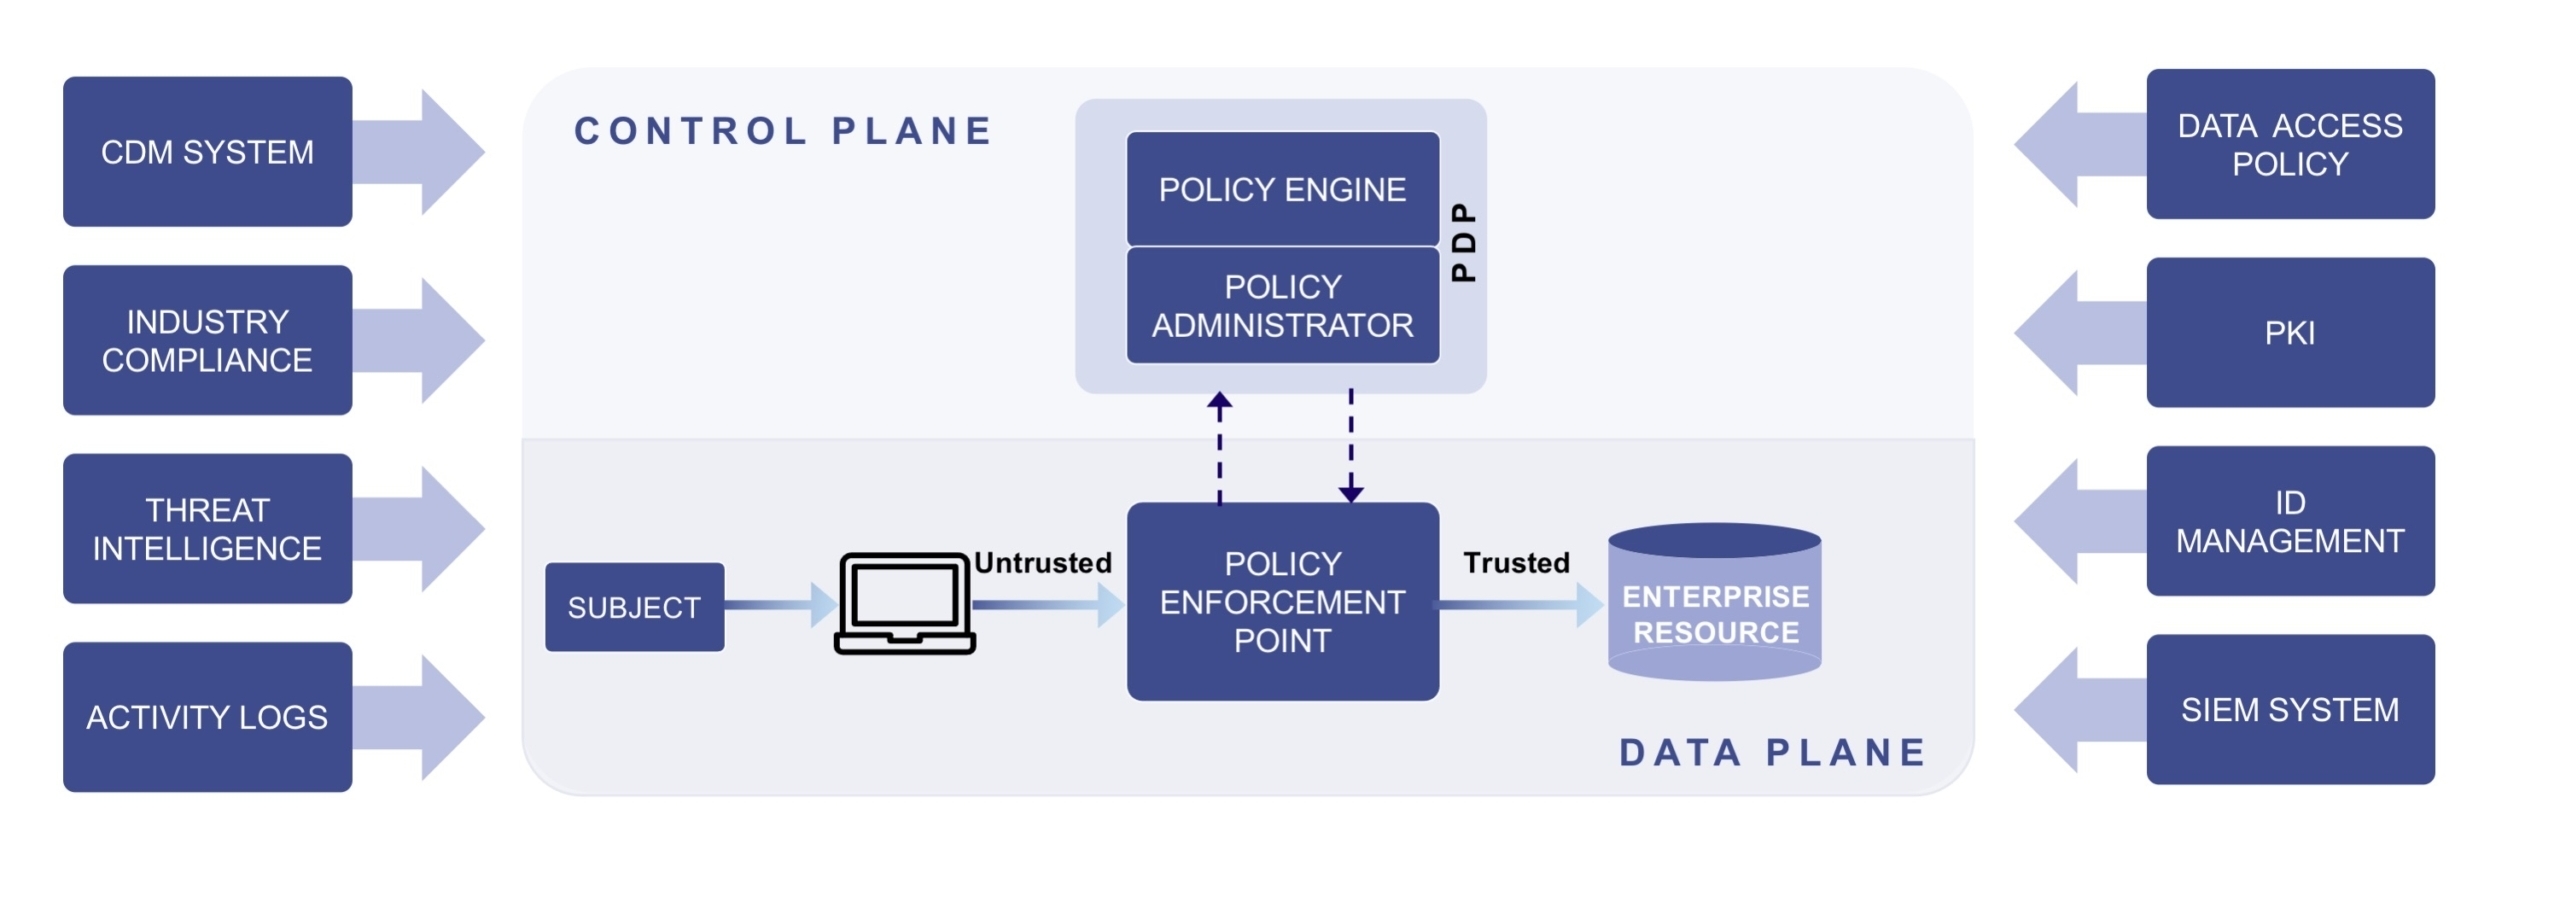 CDM SYSTEM
INDUSTRY
COMPLIANCE
THREAT
INTELLIGENCE
ACTIVITY LOGS
CONTROL PLANE
POLICY ENGINE
POLICY
ADMINISTRATOR
PDP
SUBJECT
Untrusted
POLICY
ENFORCEMENT
POINT
Trusted
ENTERPRISE
RESOURCE
DATA PLANE
DATA ACCESS
POLICY
PKI
ID
MANAGEMENT
SIEM SYSTEM